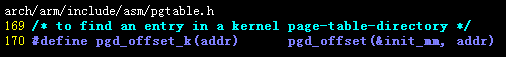 arch/arm/include/asm/pgtable.h
169 /* to find an entry in a kernel page-table-directory */
170 #define pgd_offset_k(addr) pgd_offset(&init_mm, addr)